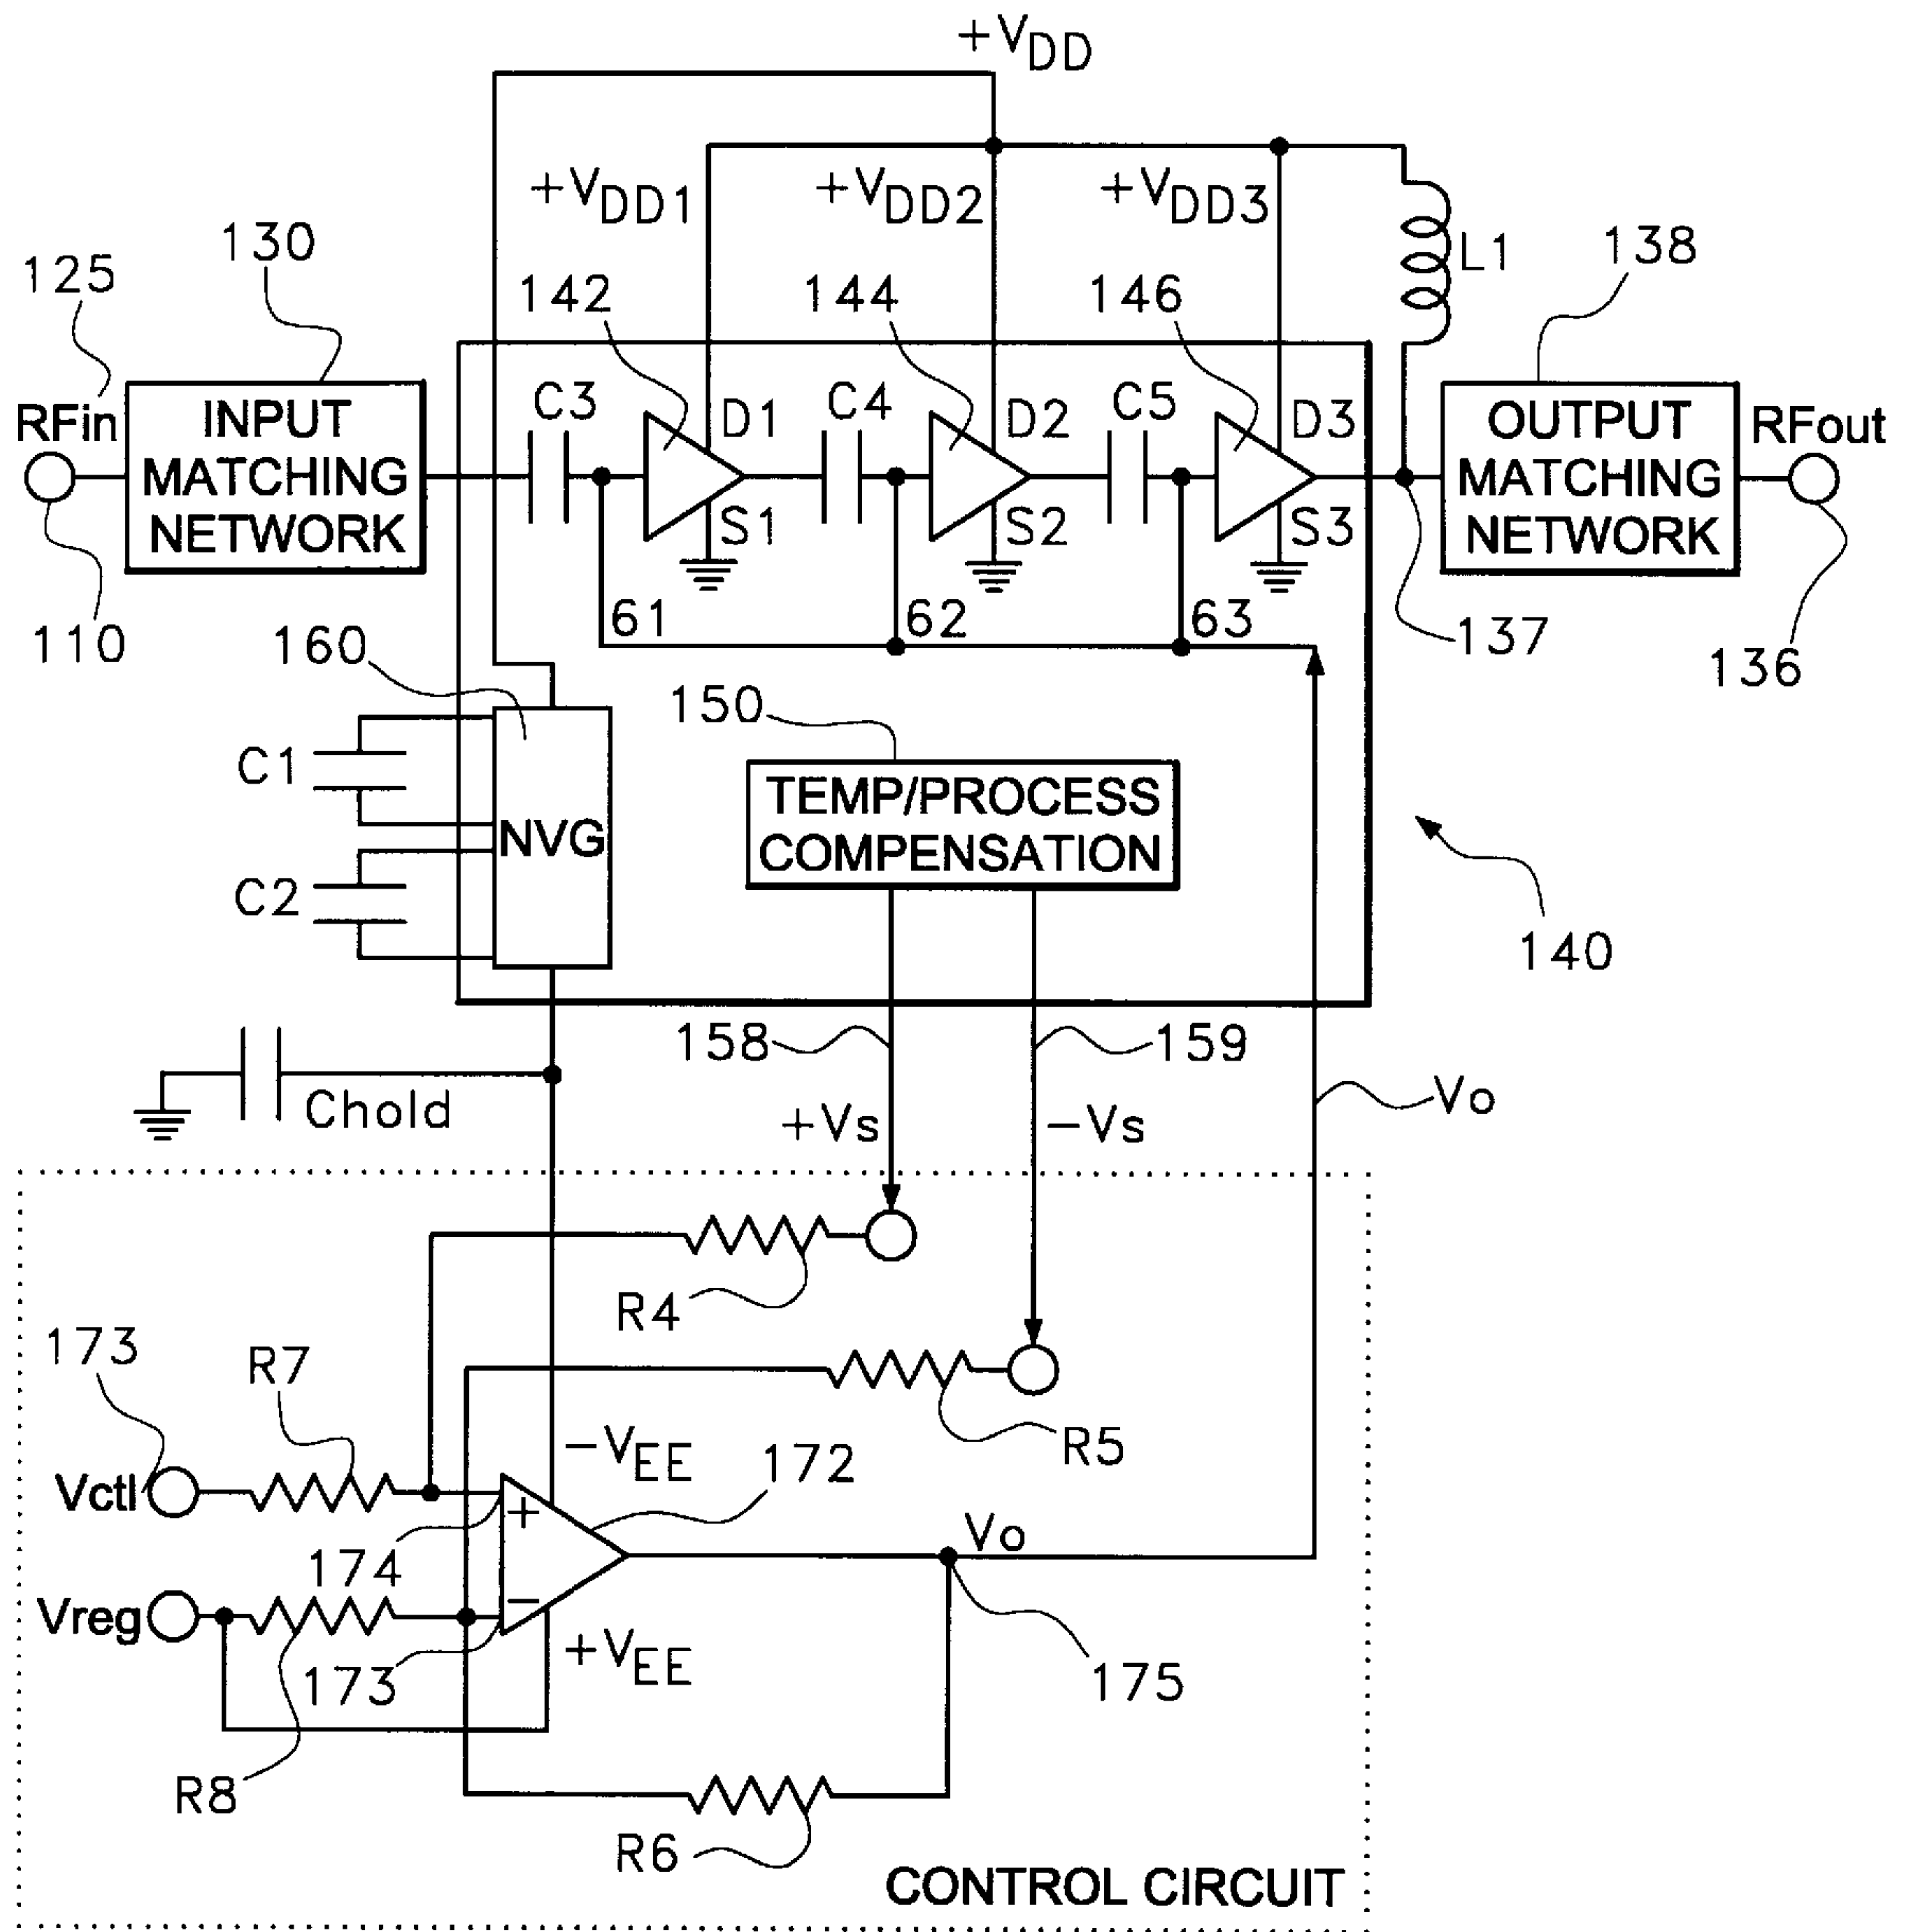 +VDD
+VDD1
+VDD2
+VDD3
L1
125
130
142
144
146
138
RFin
INPUT
MATCHING
NETWORK
C3
D1
S1
C4
D2
S2
C5
D3
S3
OUTPUT
MATCHING
NETWORK
RFout
110
61
62
63
137
136
160
150
C1
C2
NVG
TEMP/PROCESS
COMPENSATION
140
158
159
Chold
+Vs
-Vs
Vo
R4
R5
173
R7
-VEE
172
Vctl
+
174
Vo
Vreg
-
173
+VEE
175
R8
R6
CONTROL CIRCUIT